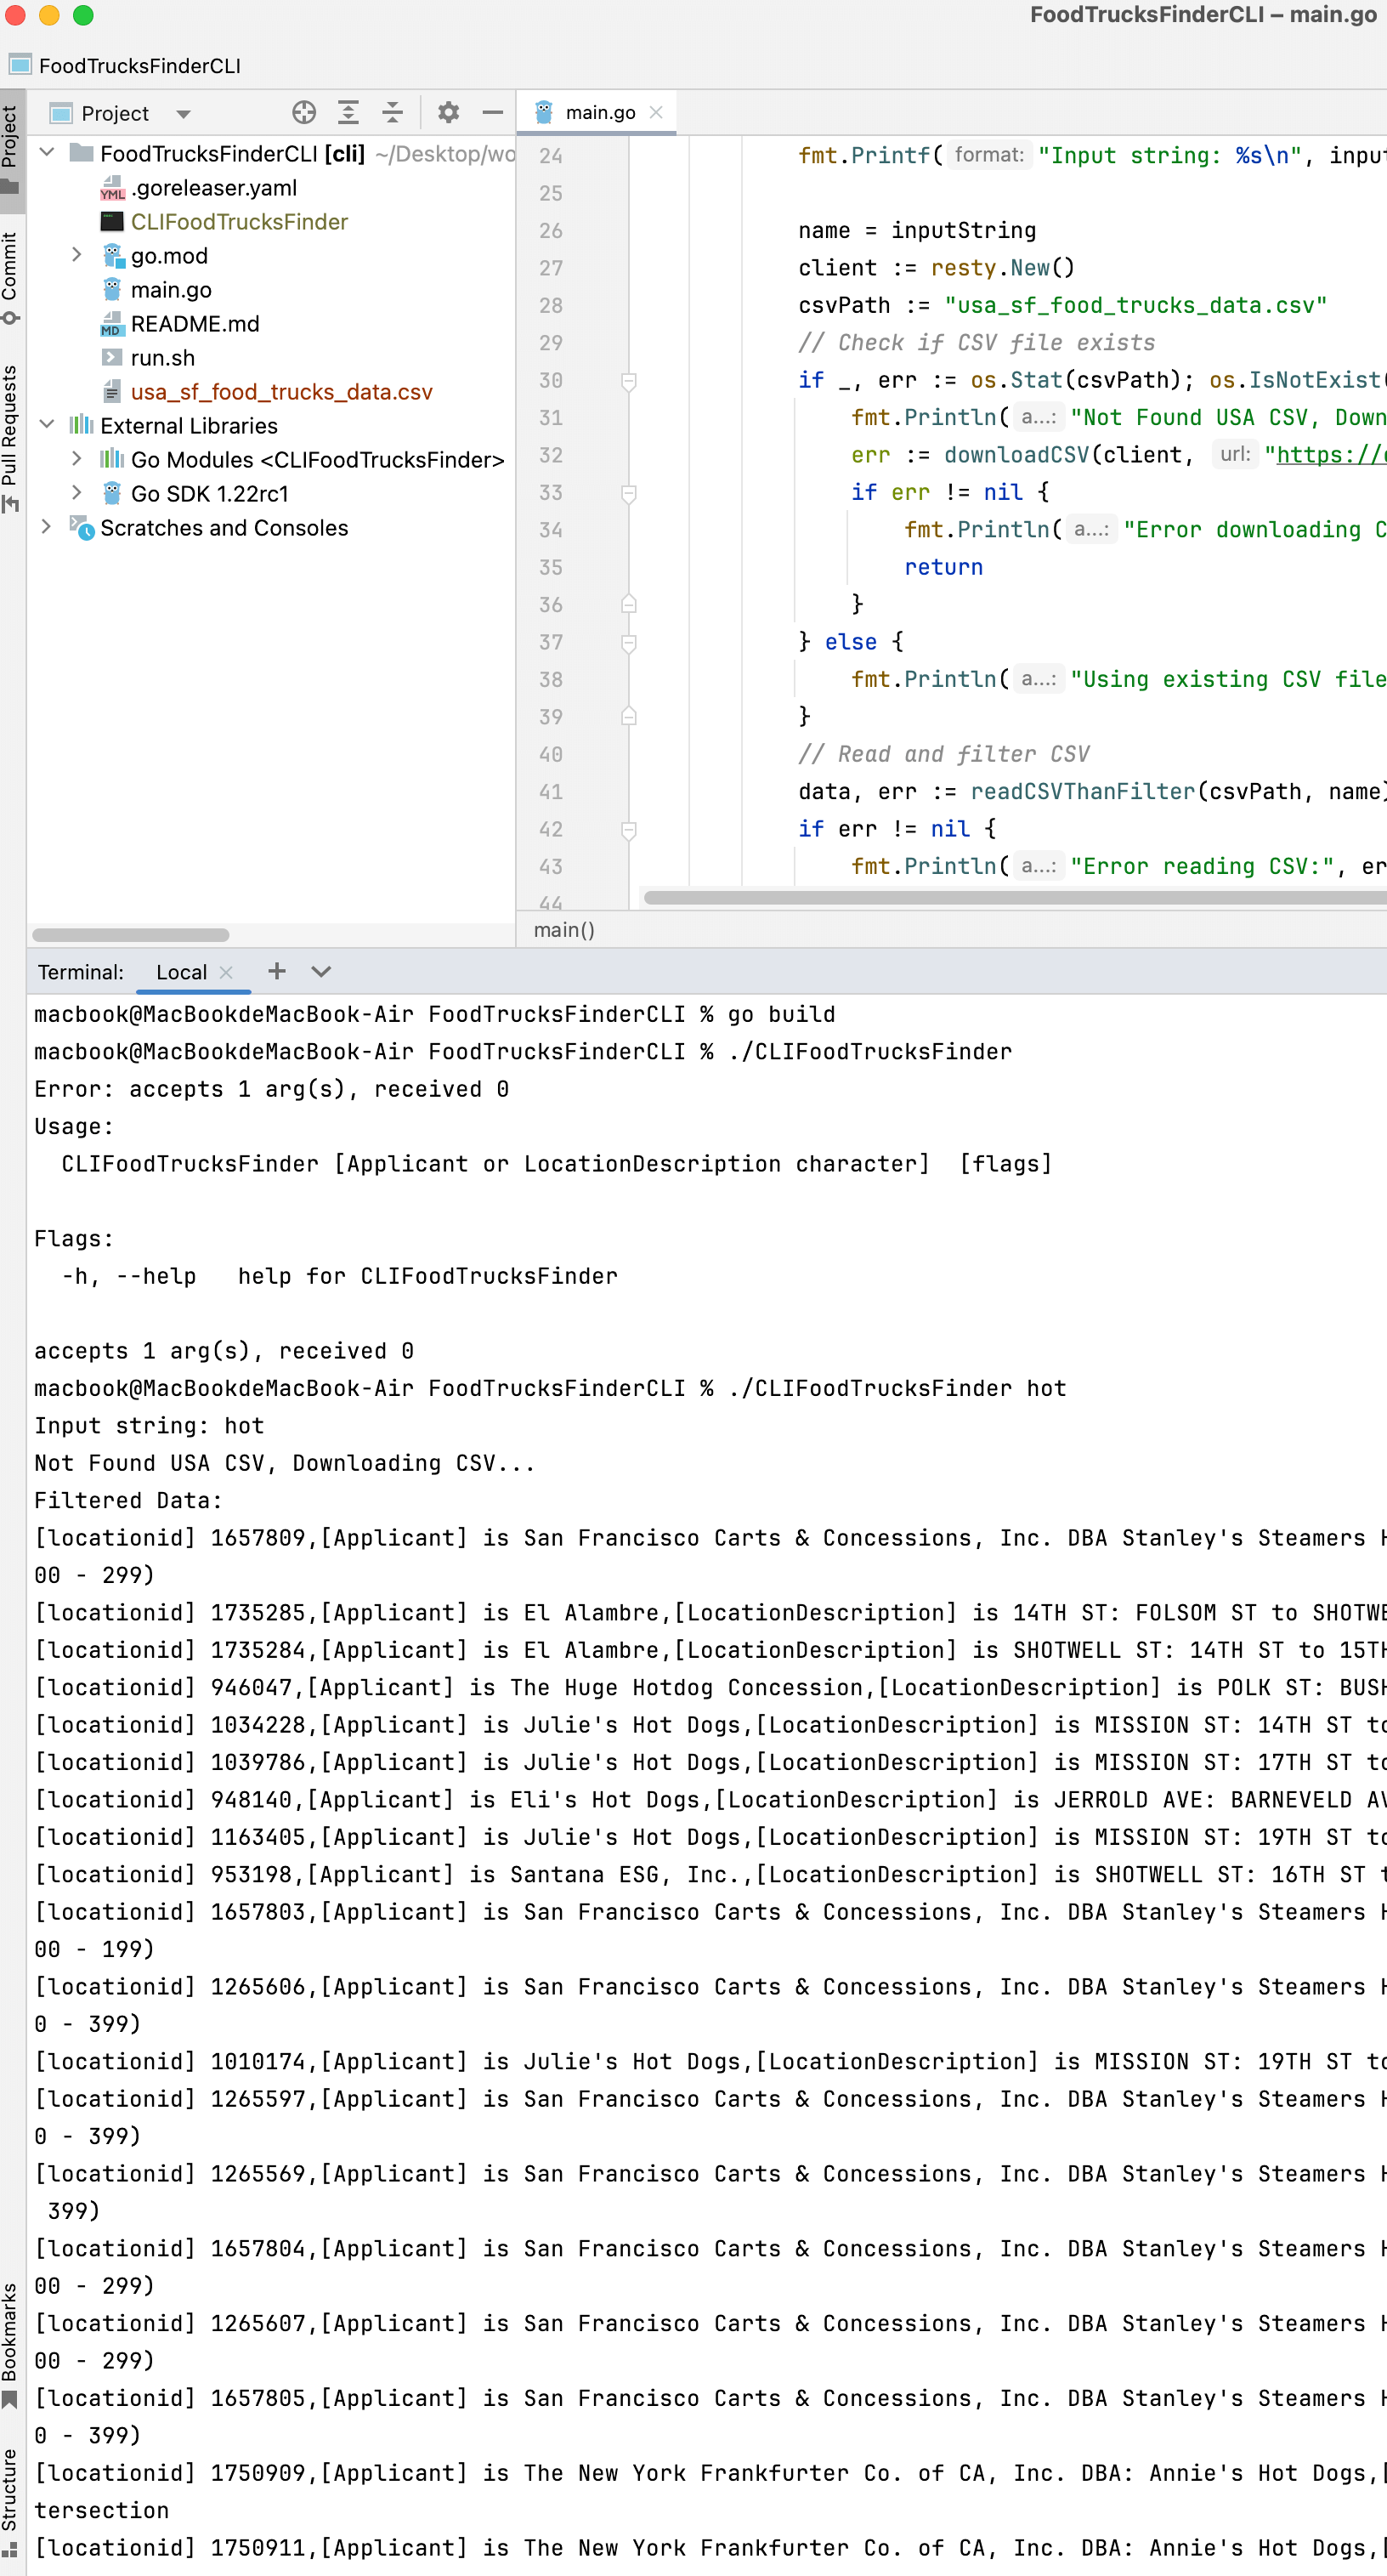 FoodTrucksFinderCLI – main.go
FoodTrucksFinderCLI
Project
main.go
Project
Commit
Pull Requests
FoodTrucksFinderCLI [cli] ~/Desktop/wo
.goreleaser.yaml
CLIFoodTrucksFinder
go.mod
main.go
README.md
run.sh
usa_sf_food_trucks_data.csv
External Libraries
Go Modules <CLIFoodTrucksFinder>
Go SDK 1.22rc1
Scratches and Consoles
24 fmt.Printf( format: "Input string: %s\n", input
25
26 name = inputString
27 client := resty.New()
28 csvPath := "usa_sf_food_trucks_data.csv"
29 // Check if CSV file exists
30 if _, err := os.Stat(csvPath); os.IsNotExist(
31 fmt.Println( a...: "Not Found USA CSV, Down
32 err := downloadCSV(client, url: "https://
33 if err != nil {
34 fmt.Println( a...: "Error downloading C
35 return
36 }
37 } else {
38 fmt.Println( a...: "Using existing CSV file
39 }
40 // Read and filter CSV
41 data, err := readCSVThanFilter(csvPath, name)
42 if err != nil {
43 fmt.Println( a...: "Error reading CSV:", er
44
main()
Terminal: Local
macbook@MacBookdeMacBook-Air FoodTrucksFinderCLI % go build
macbook@MacBookdeMacBook-Air FoodTrucksFinderCLI % ./CLIFoodTrucksFinder
Error: accepts 1 arg(s), received 0
Usage:
CLIFoodTrucksFinder [Applicant or LocationDescription character] [flags]
Flags:
-h, --help help for CLIFoodTrucksFinder
accepts 1 arg(s), received 0
macbook@MacBookdeMacBook-Air FoodTrucksFinderCLI % ./CLIFoodTrucksFinder hot
Input string: hot
Not Found USA CSV, Downloading CSV...
Filtered Data:
[locationid] 1657809,[Applicant] is San Francisco Carts & Concessions, Inc. DBA Stanley's Steamers H
00 - 299)
[locationid] 1735285,[Applicant] is El Alambre,[LocationDescription] is 14TH ST: FOLSOM ST to SHOTWE
[locationid] 1735284,[Applicant] is El Alambre,[LocationDescription] is SHOTWELL ST: 14TH ST to 15TH
[locationid] 946047,[Applicant] is The Huge Hotdog Concession,[LocationDescription] is POLK ST: BUSH
[locationid] 1034228,[Applicant] is Julie's Hot Dogs,[LocationDescription] is MISSION ST: 14TH ST to
[locationid] 1039786,[Applicant] is Julie's Hot Dogs,[LocationDescription] is MISSION ST: 17TH ST to
[locationid] 948140,[Applicant] is Eli's Hot Dogs,[LocationDescription] is JERROLD AVE: BARNEVELD AV
[locationid] 1163405,[Applicant] is Julie's Hot Dogs,[LocationDescription] is MISSION ST: 19TH ST to
[locationid] 953198,[Applicant] is Santana ESG, Inc.,[LocationDescription] is SHOTWELL ST: 16TH ST t
[locationid] 1657803,[Applicant] is San Francisco Carts & Concessions, Inc. DBA Stanley's Steamers H
00 - 199)
[locationid] 1265606,[Applicant] is San Francisco Carts & Concessions, Inc. DBA Stanley's Steamers H
0 - 399)
[locationid] 1010174,[Applicant] is Julie's Hot Dogs,[LocationDescription] is MISSION ST: 19TH ST to
[locationid] 1265597,[Applicant] is San Francisco Carts & Concessions, Inc. DBA Stanley's Steamers H
0 - 399)
[locationid] 1265569,[Applicant] is San Francisco Carts & Concessions, Inc. DBA Stanley's Steamers H
399)
[locationid] 1657804,[Applicant] is San Francisco Carts & Concessions, Inc. DBA Stanley's Steamers H
00 - 299)
[locationid] 1265607,[Applicant] is San Francisco Carts & Concessions, Inc. DBA Stanley's Steamers H
00 - 299)
[locationid] 1657805,[Applicant] is San Francisco Carts & Concessions, Inc. DBA Stanley's Steamers H
0 - 399)
[locationid] 1750909,[Applicant] is The New York Frankfurter Co. of CA, Inc. DBA: Annie's Hot Dogs,[
tersection
[locationid] 1750911,[Applicant] is The New York Frankfurter Co. of CA, Inc. DBA: Annie's Hot Dogs,[
Bookmarks
Structure